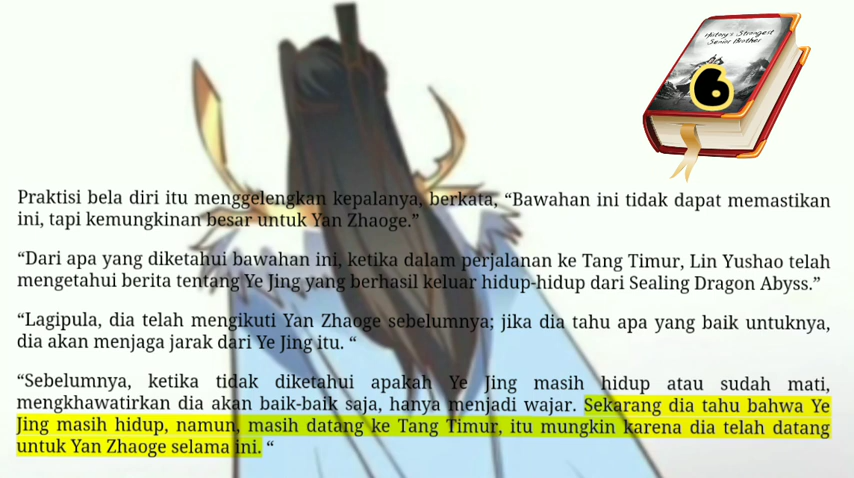 History's Strongest
Senior Brother
6
Praktisi bela diri itu menggelengkan kepalanya, berkata, “Bawahan ini tidak dapat memastikan
ini, tapi kemungkinan besar untuk Yan Zhaoge.”
“Dari apa yang diketahui bawahan ini, ketika dalam perjalanan ke Tang Timur, Lin Yushao telah
mengetahui berita tentang Ye Jing yang berhasil keluar hidup-hidup dari Sealing Dragon Abyss.”
“Lagipula, dia telah mengikuti Yan Zhaoge sebelumnya; jika dia tahu apa yang baik untuknya,
dia akan menjaga jarak dari Ye Jing itu. “
“Sebelumnya, ketika tidak diketahui apakah Ye Jing masih hidup atau sudah mati,
mengkhawatirkan dia akan baik-baik saja, hanya menjadi wajar. Sekarang dia tahu bahwa Ye
Jing masih hidup, namun, masih datang ke Tang Timur, itu mungkin karena dia telah datang
untuk Yan Zhaoge selama ini. “